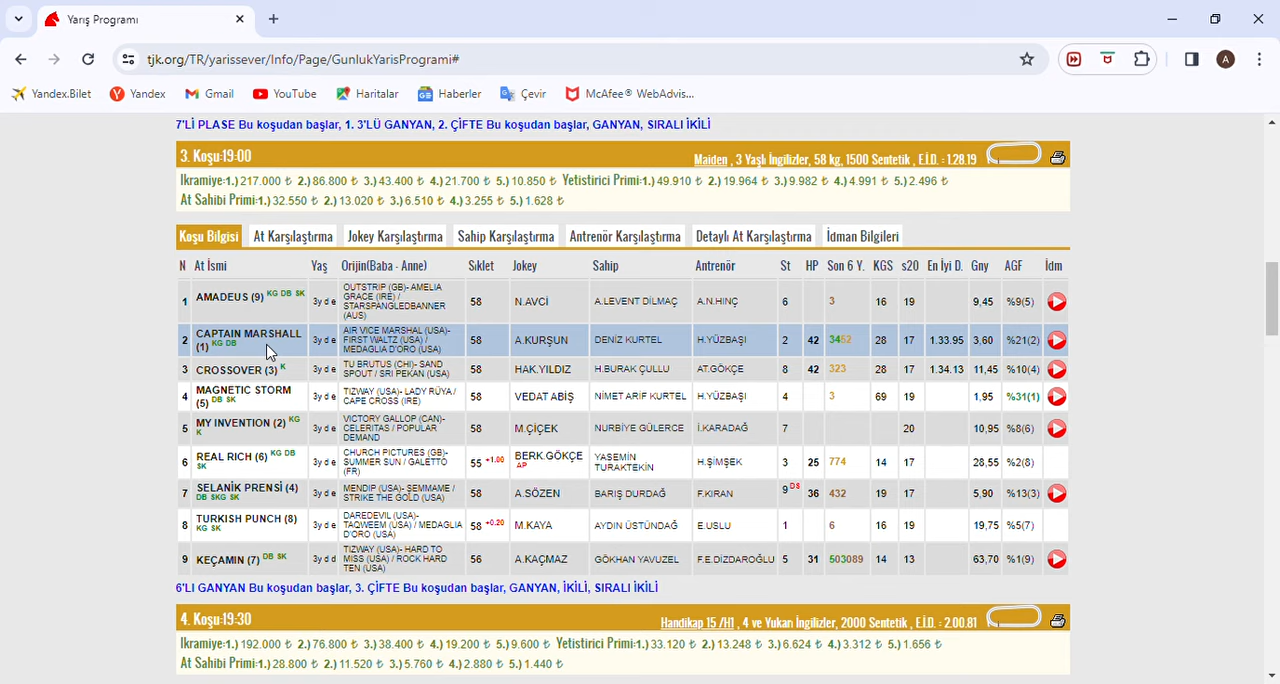 Yarış Programı
tjk.org/TR/yarissever/Info/Page/GunlukYarisProgrami#
A
Yandex.Bilet Yandex Gmail YouTube Haritalar Haberler Çevir McAfee® WebAdvis...
7'Lİ PLASE Bu koşudan başlar, 1. 3'LÜ GANYAN, 2. ÇİFTE Bu koşudan başlar, GANYAN, SIRALI İKİLİ
3. Koşu:19:00 Maiden , 3 Yaşlı İngilizler, 58 kg, 1500 Sentetik , E.İ.D. : 1.28.19
Ikramiye:1.) 217.000 ₺ 2.) 86.800 ₺ 3.) 43.400 ₺ 4.) 21.700 ₺ 5.) 10.850 ₺ Yetistirici Primi:1.) 49.910 ₺ 2.) 19.964 ₺ 3.) 9.982 ₺ 4.) 4.991 ₺ 5.) 2.496 ₺
At Sahibi Primi:1.) 32.550 ₺ 2.) 13.020 ₺ 3.) 6.510 ₺ 4.) 3.255 ₺ 5.) 1.628 ₺
Koşu Bilgisi At Karşılaştırma Jokey Karşılaştırma Sahip Karşılaştırma Antrenör Karşılaştırma Detaylı At Karşılaştırma İdman Bilgileri
N At İsmi Yaş Orijin(Baba - Anne) Sıklet Jokey Sahip Antrenör St HP Son 6 Y. KGS s20 En İyi D. Gny AGF İdm
1 AMADEUS (9) KG DB SK 3y d e OUTSTRIP (GB)- AMELIA GRACE (IRE) / STARSPANGLEDBANNER (AUS) 58 N.AVCİ A.LEVENT DİLMAÇ A.N.HINÇ 6 3 16 19 9,45 %9(5)
2 CAPTAIN MARSHALL (1) KG DB 3y d e AIR VICE MARSHAL (USA)- FIRST WALTZ (USA) / MEDAGLIA D'ORO (USA) 58 A.KURŞUN DENİZ KURTEL H.YÜZBAŞI 2 42 3452 28 17 1.33.95 3,60 %21(2)
3 CROSSOVER (3) K 3y d e TU BRUTUS (CHI)- SAND SPOUT / SRI PEKAN (USA) 58 HAK.YILDIZ H.BURAK ÇULLU AT.GÖKÇE 8 42 323 28 17 1.34.13 11,45 %10(4)
4 MAGNETIC STORM (5) DB SK 3y d e TIZWAY (USA)- LADY RÜYA / CAPE CROSS (IRE) 58 VEDAT ABİŞ NİMET ARİF KURTEL H.YÜZBAŞI 4 3 69 19 1,95 %31(1)
5 MY INVENTION (2) KG K 3y d e VICTORY GALLOP (CAN)- CELERITAS / POPULAR DEMAND 58 M.ÇİÇEK NURBİYE GÜLERCE İ.KARADAĞ 7 20 10,95 %8(6)
6 REAL RICH (6) KG DB SK 3y d e CHURCH PICTURES (GB)- SUMMER SUN / GALETTO (FR) 55 +1.00 BERK.GÖKÇE AP YASEMİN TURAKTEKİN H.ŞİMŞEK 3 25 774 14 17 28,55 %2(8)
7 SELANİK PRENSİ (4) DB SKG SK 3y d e MENDIP (USA)- SEMMAME / STRIKE THE GOLD (USA) 58 A.SÖZEN BARIŞ DURDAĞ F.KIRAN 9 DS 36 432 19 17 5,90 %13(3)
8 TURKISH PUNCH (8) KG SK 3y d e DAREDEVIL (USA)- TAQWEEM (USA) / MEDAGLIA D'ORO (USA) 58 +0.20 M.KAYA AYDIN ÜSTÜNDAĞ E.USLU 1 6 16 19 19,75 %5(7)
9 KEÇAMIN (7) DB SK 3y d d TIZWAY (USA)- HARD TO MISS (USA) / ROCK HARD TEN (USA) 56 A.KAÇMAZ GÖKHAN YAVUZEL F.E.DİZDAROĞLU 5 31 503089 14 13 63,70 %1(9)
6'LI GANYAN Bu koşudan başlar, 3. ÇİFTE Bu koşudan başlar, GANYAN, İKİLİ, SIRALI İKİLİ
4. Koşu:19:30 Handikap 15 /H1 , 4 ve Yukarı İngilizler, 2000 Sentetik , E.İ.D. : 2.00.81
Ikramiye:1.) 192.000 ₺ 2.) 76.800 ₺ 3.) 38.400 ₺ 4.) 19.200 ₺ 5.) 9.600 ₺ Yetistirici Primi:1.) 33.120 ₺ 2.) 13.248 ₺ 3.) 6.624 ₺ 4.) 3.312 ₺ 5.) 1.656 ₺
At Sahibi Primi:1.) 28.800 ₺ 2.) 11.520 ₺ 3.) 5.760 ₺ 4.) 2.880 ₺ 5.) 1.440 ₺